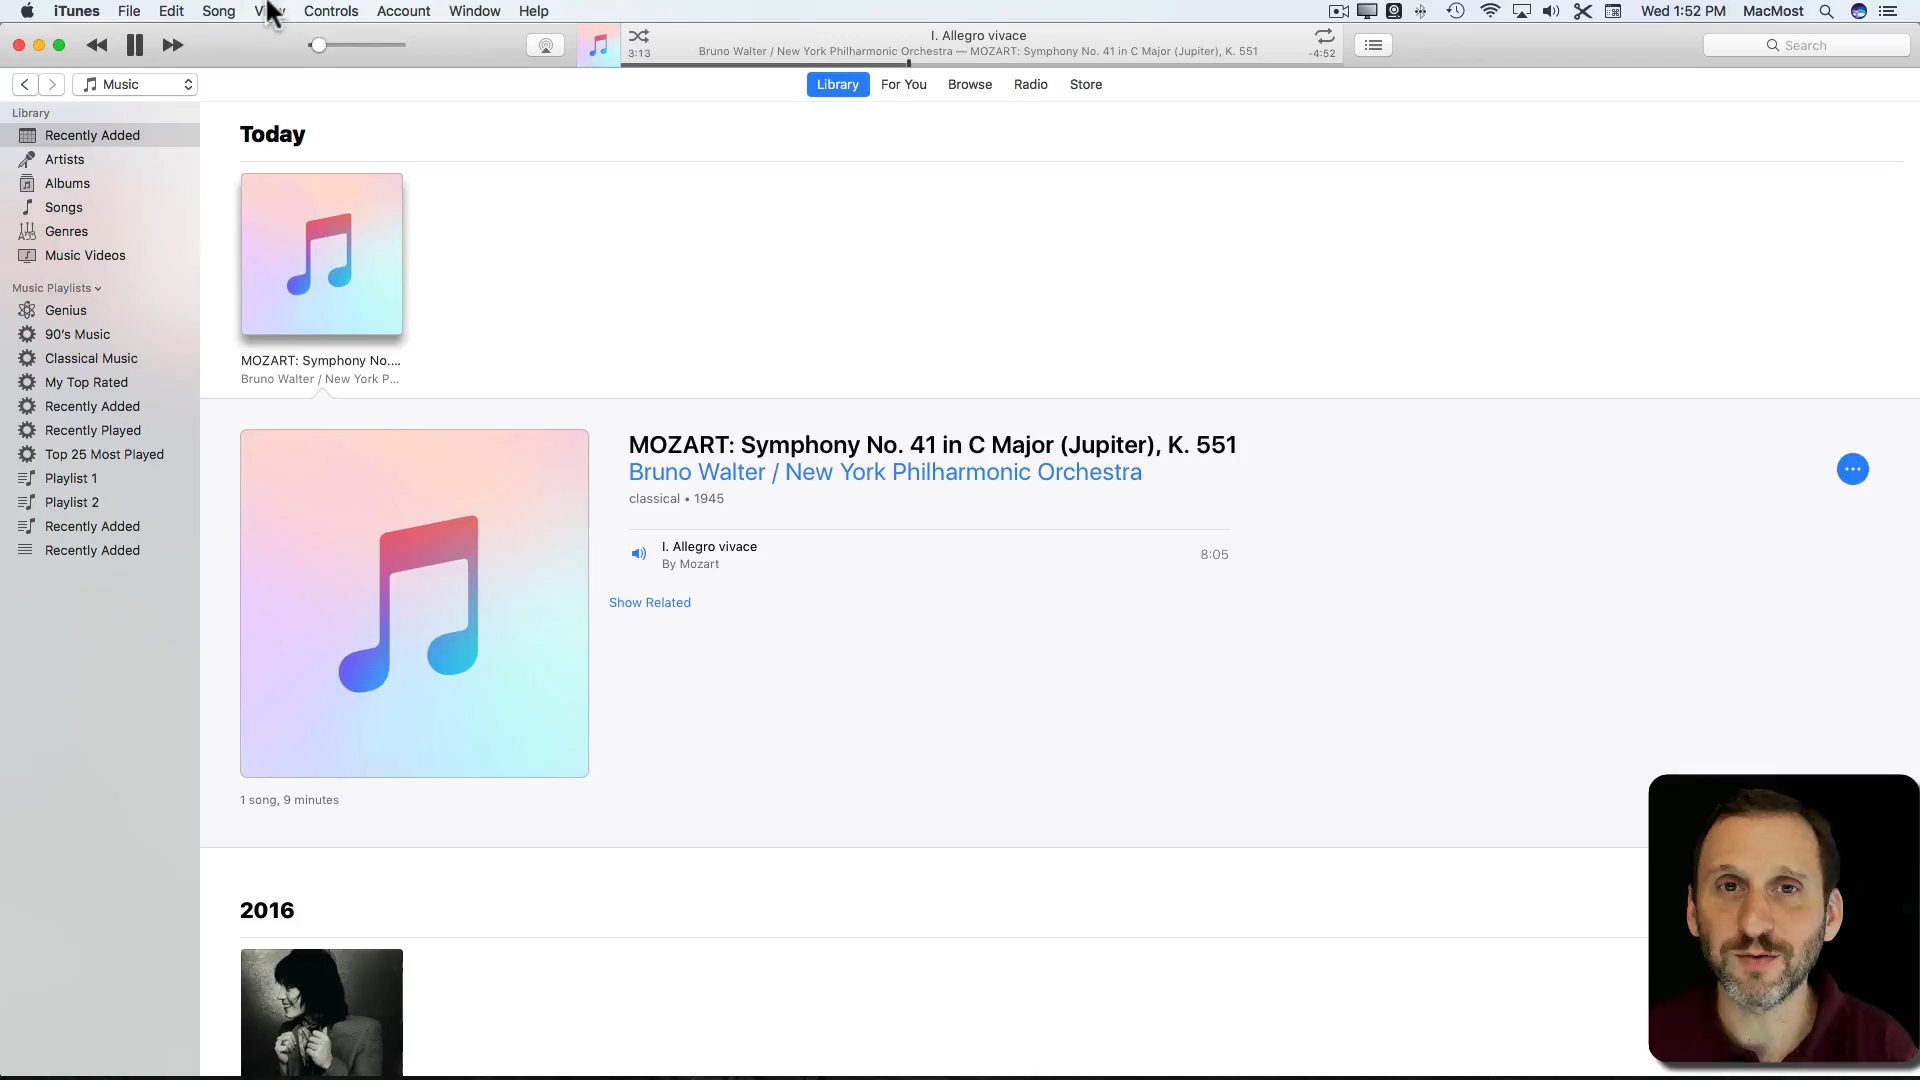 iTunes File Edit Song Controls Account Window Help Wed 1:52 PM MacMost
I. Allegro vivace
Bruno Walter / New York Philharmonic Orchestra — MOZART: Symphony No. 41 in C Major (Jupiter), K. 551
3:13
-4:52
Search
Music
Library For You Browse Radio Store
Library
Recently Added
Artists
Albums
Songs
Genres
Music Videos
Music Playlists
Genius
90's Music
Classical Music
My Top Rated
Recently Added
Recently Played
Top 25 Most Played
Playlist 1
Playlist 2
Recently Added
Recently Added
Today
MOZART: Symphony No....
Bruno Walter / New York P...
MOZART: Symphony No. 41 in C Major (Jupiter), K. 551
Bruno Walter / New York Philharmonic Orchestra
classical • 1945
I. Allegro vivace
By Mozart
8:05
Show Related
1 song, 9 minutes
2016